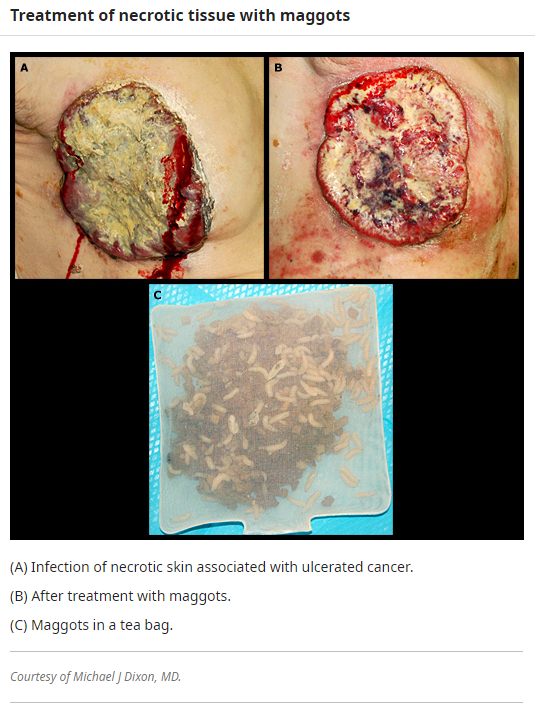 Treatment of necrotic tissue with maggots
A
B
C
(A) Infection of necrotic skin associated with ulcerated cancer.
(B) After treatment with maggots.
(C) Maggots in a tea bag.
Courtesy of Michael J Dixon, MD.